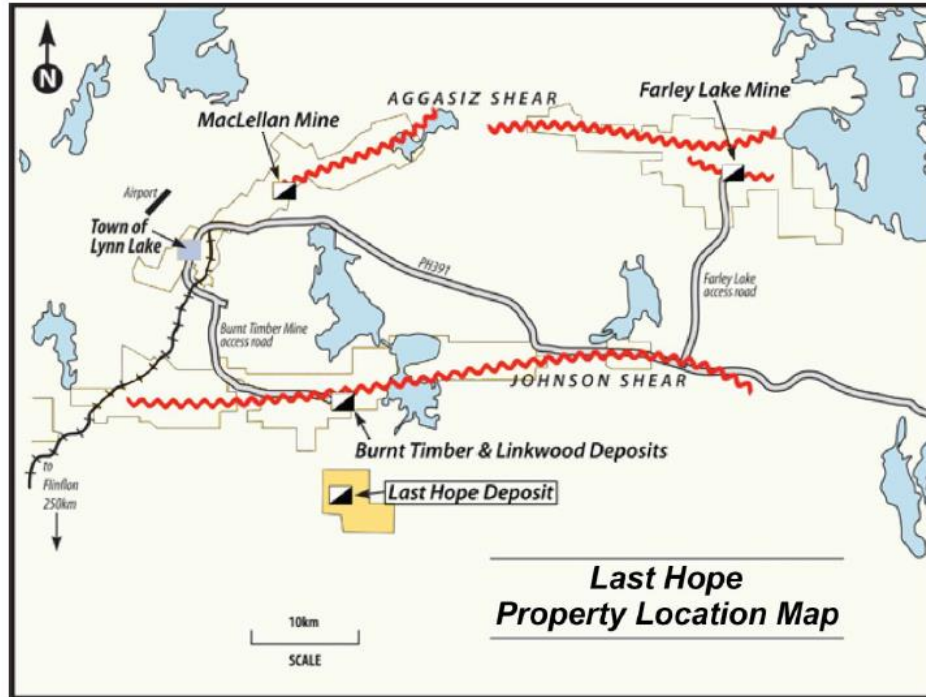 N
AGGASIZ SHEAR
Farley Lake Mine
MacLellan Mine
Airport
Town of
Lynn Lake
PH391
Farley Lake
access road
Burnt Timber Mine
access road
JOHNSON SHEAR
Burnt Timber & Linkwood Deposits
to
Flinflon
250km
Last Hope Deposit
Last Hope
Property Location Map
10km
SCALE